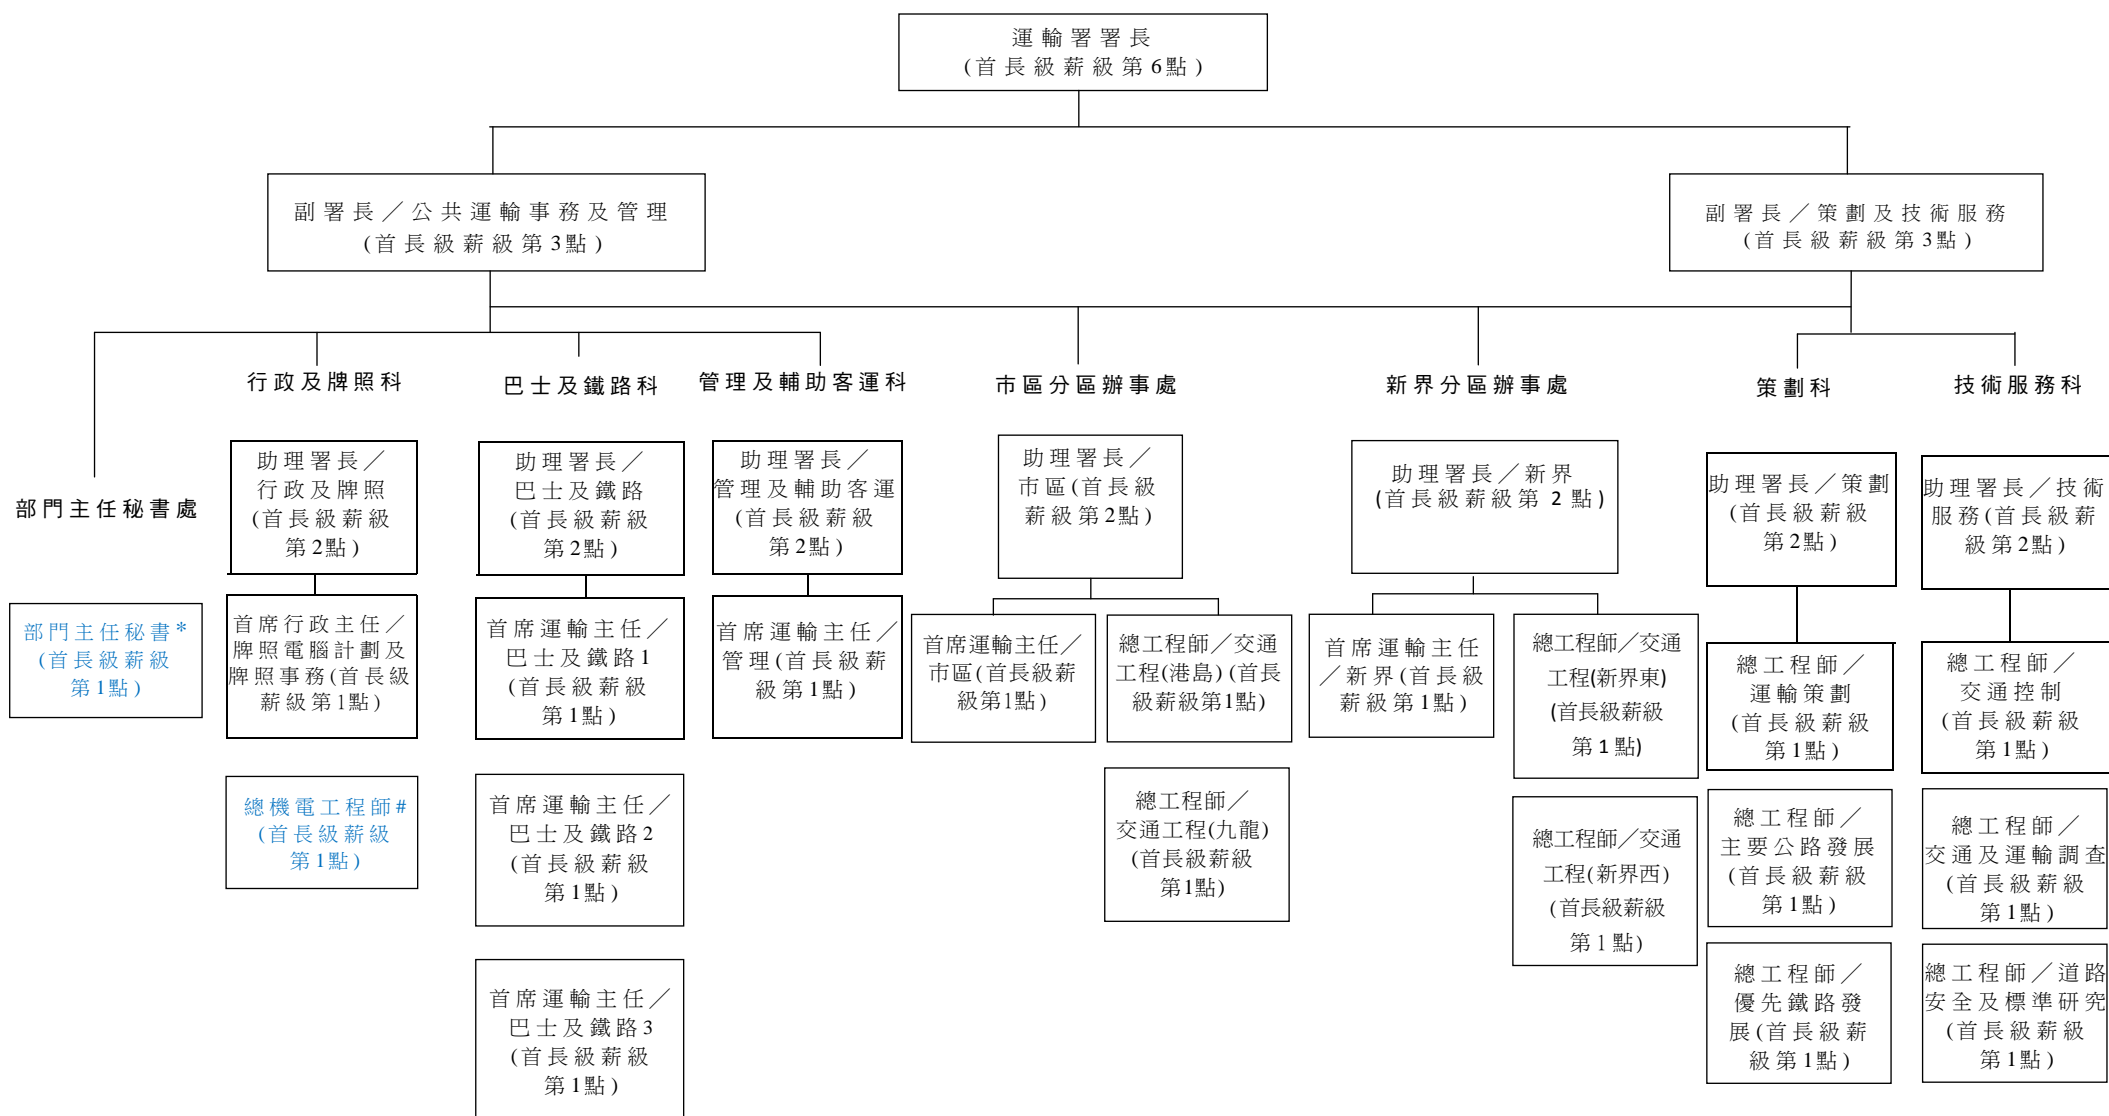 運輸署署長
(首長級薪級第6點)
副署長／公共運輸事務及管理
(首長級薪級第3點)
副署長／策劃及技術服務
(首長級薪級第3點)
部門主任秘書處
行政及牌照科
巴士及鐵路科
管理及輔助客運科
市區分區辦事處
新界分區辦事處
策劃科
技術服務科
助理署長／
行政及牌照
(首長級薪級
第2點)
助理署長／
巴士及鐵路
(首長級薪級
第2點)
助理署長／
管理及輔助客運
(首長級薪級
第2點)
助理署長／
市區(首長級
薪級第2點)
助理署長／新界
(首長級薪級第 2 點)
助理署長／策劃
(首長級薪級
第2點)
助理署長／技術
服務(首長級薪
級第2點)
部門主任秘書*
(首長級薪級
第1點)
首席行政主任／
牌照電腦計劃及
牌照事務(首長級
薪級第1點)
總機電工程師#
(首長級薪級
第1點)
首席運輸主任／
巴士及鐵路1
(首長級薪級
第1點)
首席運輸主任／
巴士及鐵路2
(首長級薪級
第1點)
首席運輸主任／
巴士及鐵路3
(首長級薪級
第1點)
首席運輸主任／
管理(首長級薪
級第1點)
首席運輸主任／
市區(首長級薪
級第1點)
總工程師／交通
工程(港島)(首長
級薪級第1點)
總工程師／
交通工程(九龍)
(首長級薪級
第1點)
首席運輸主任
／新界(首長級
薪級第1點)
總工程師／交通
工程(新界東)
(首長級薪級
第 1 點)
總工程師／交通
工程(新界西)
(首長級薪級
第 1 點)
總工程師／
運輸策劃
(首長級薪級
第1點)
總工程師／
主要公路發展
(首長級薪級
第1點)
總工程師／
優先鐵路發
展(首長級薪
級第1點)
總工程師／
交通控制
(首長級薪級
第1點)
總工程師／
交通及運輸調查
(首長級薪級
第1點)
總工程師／道路
安全及標準研究
(首長級薪級
第1點)